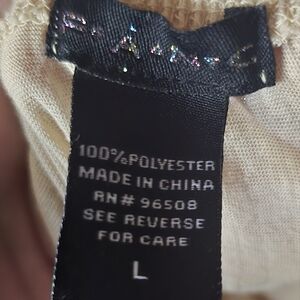 100%POLYESTER
MADE IN CHINA
RN# 96508
SEE REVERSE
FOR CARE
L